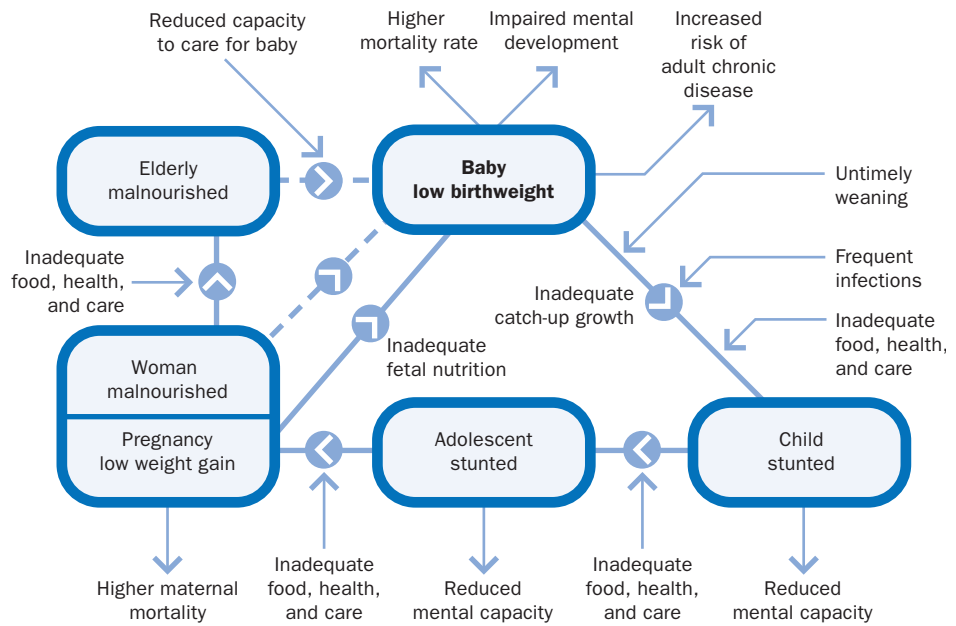 Reduced capacity
to care for baby
Higher
mortality rate
Impaired mental
development
Increased
risk of
adult chronic
disease
Elderly
malnourished
Baby
low birthweight
Untimely
weaning
Inadequate
food, health,
and care
Frequent
infections
Inadequate
catch-up growth
Inadequate
food, health,
and care
Inadequate
fetal nutrition
Woman
malnourished
Pregnancy
low weight gain
Adolescent
stunted
Child
stunted
Higher maternal
mortality
Inadequate
food, health,
and care
Reduced
mental capacity
Inadequate
food, health,
and care
Reduced
mental capacity